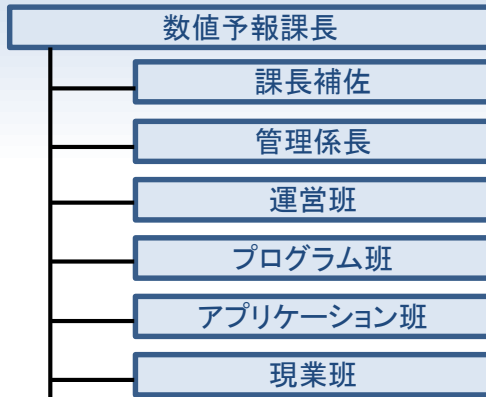 数値予報課長
課長補佐
管理係長
運営班
プログラム班
アプリケーション班
現業班